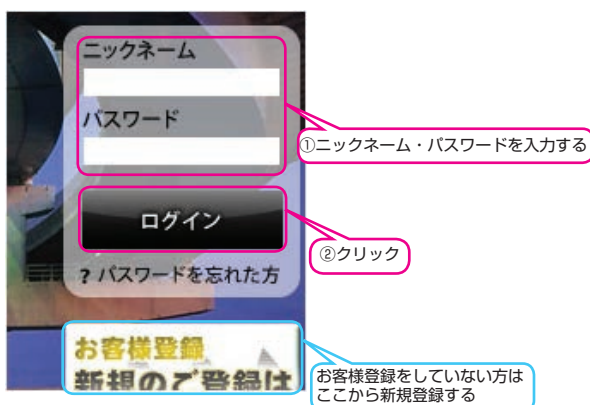 ニックネーム
パスワード
①ニックネーム・パスワードを入力する
ログイン
②クリック
? パスワードを忘れた方
お客様登録
新規のご登録は
お客様登録をしていない方は
ここから新規登録する